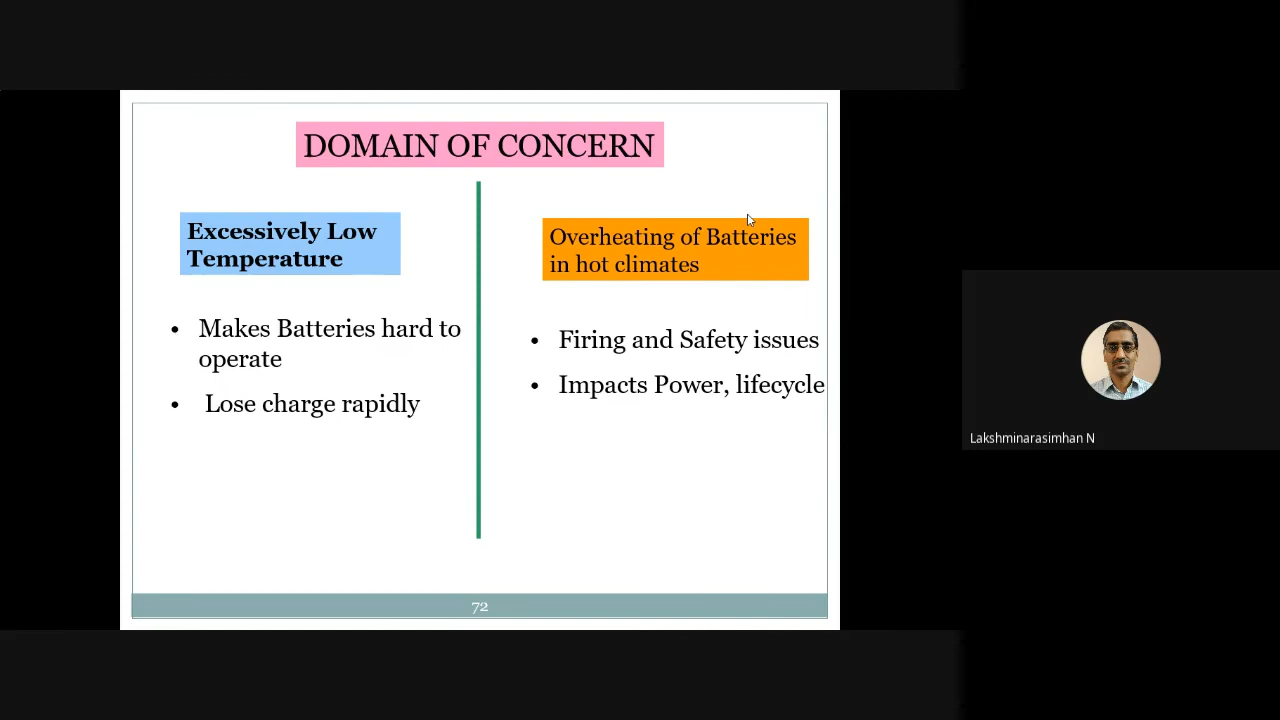 DOMAIN OF CONCERN
Excessively Low
Temperature
• Makes Batteries hard to
operate
• Lose charge rapidly
Overheating of Batteries
in hot climates
• Firing and Safety issues
• Impacts Power, lifecycle
72
Lakshminarasimhan N